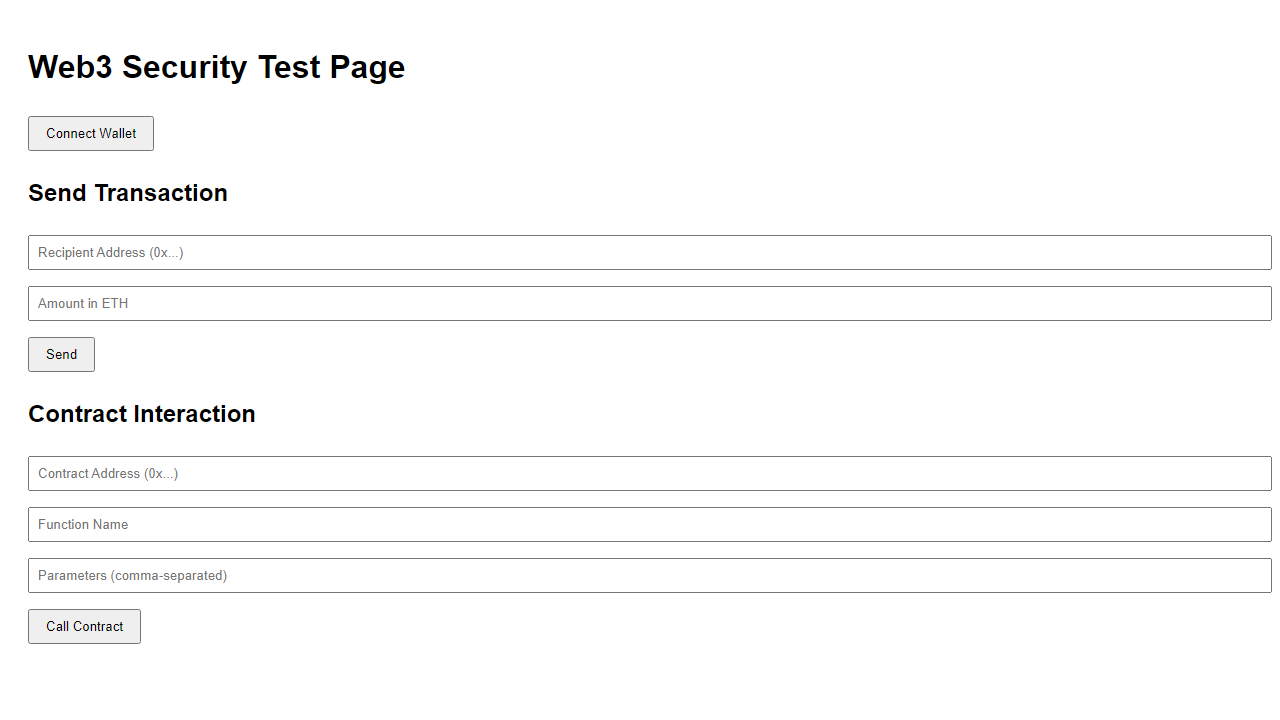 Web3 Security Test Page
Connect Wallet
Send Transaction
Recipient Address (0x...)
Amount in ETH
Send
Contract Interaction
Contract Address (0x...)
Function Name
Parameters (comma-separated)
Call Contract